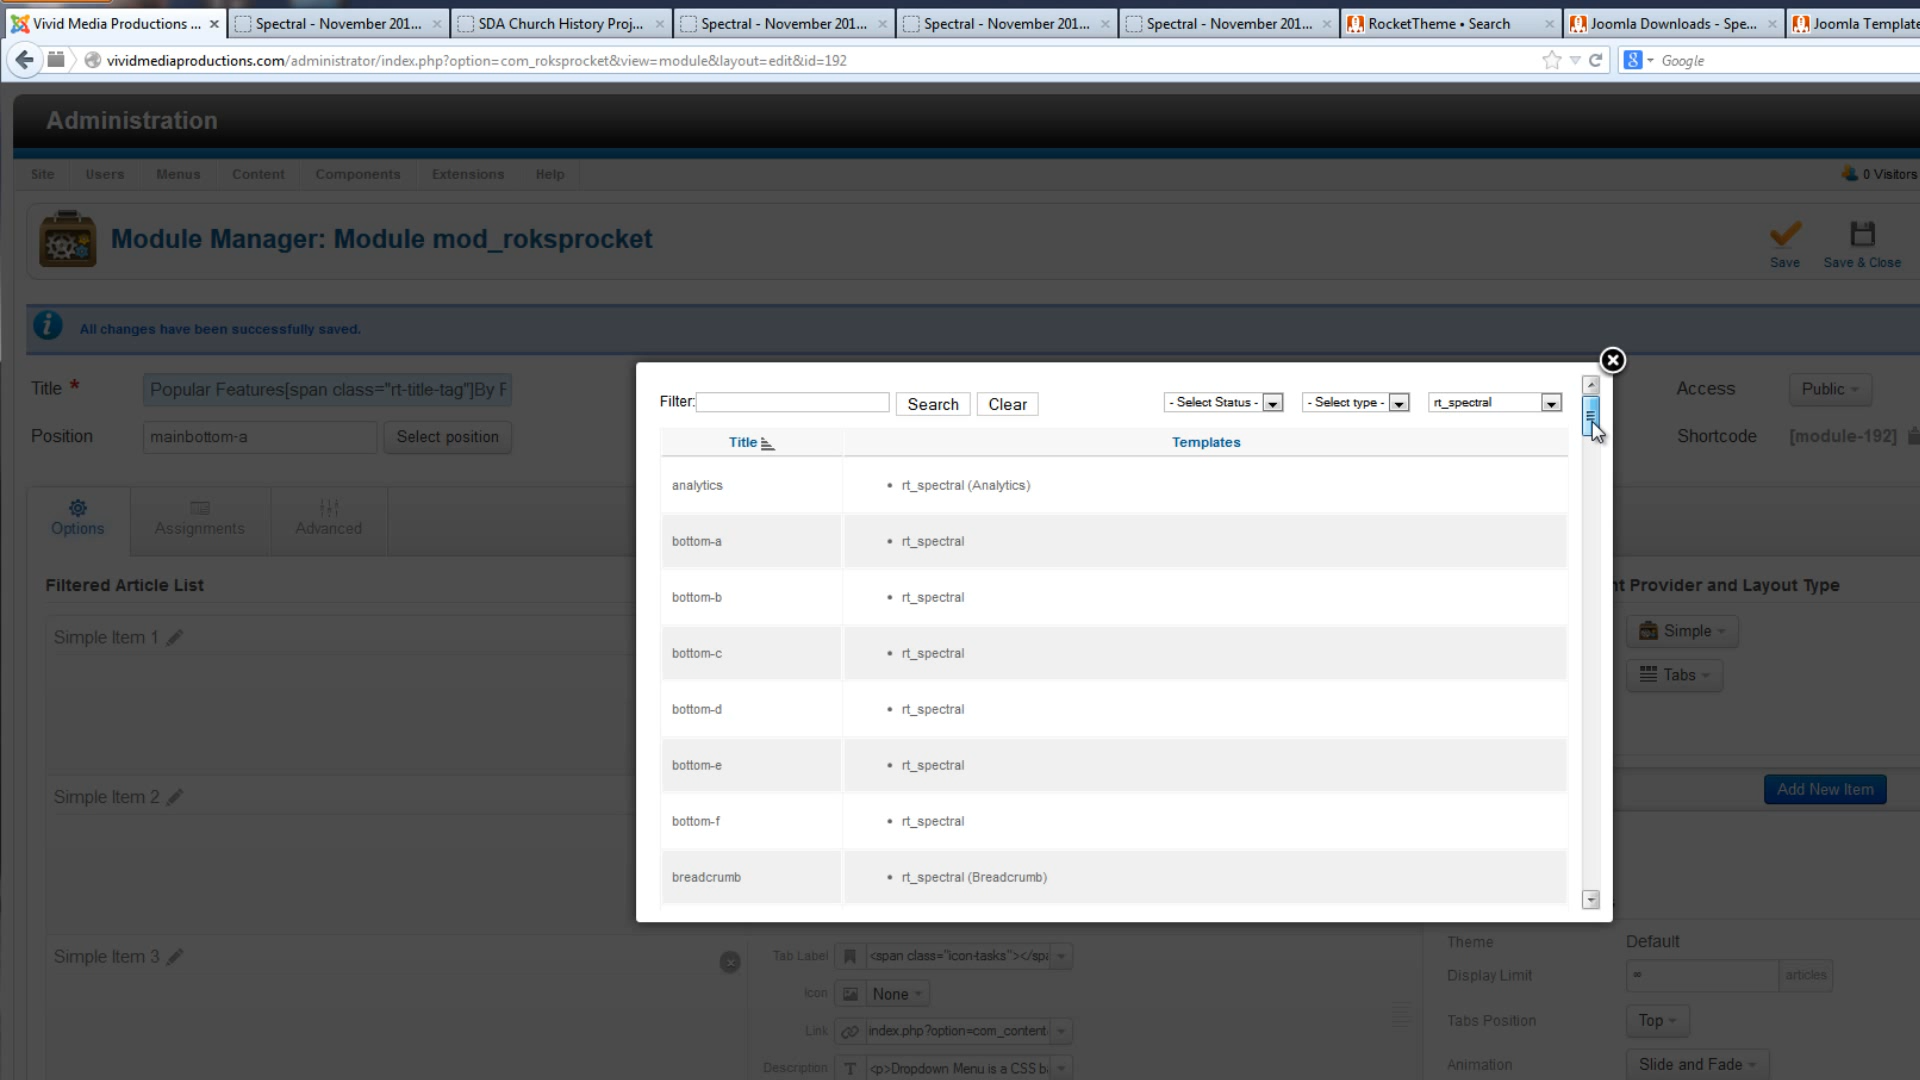 Vivid Media Productions ... Spectral - November 201... SDA Church History Proj... Spectral - November 201... Spectral - November 201... Spectral - November 201... RocketTheme • Search Joomla Downloads - Spe... Joomla Template
vividmediaproductions.com/administrator/index.php?option=com_roksprocket&view=module&layout=edit&id=192 Google
Administration
Site Users Menus Content Components Extensions Help 0 Visitors
Module Manager: Module mod_roksprocket
Save Save & Close
All changes have been successfully saved.
Title * Popular Features[span class="rt-title-tag"]By F Access Public
Position mainbottom-a Select position Shortcode [module-192]
Filter: Search Clear - Select Status - - Select type - rt_spectral
Title Templates
analytics • rt_spectral (Analytics)
bottom-a • rt_spectral
bottom-b • rt_spectral
bottom-c • rt_spectral
bottom-d • rt_spectral
bottom-e • rt_spectral
bottom-f • rt_spectral
breadcrumb • rt_spectral (Breadcrumb)
Options Assignments Advanced
Filtered Article List nt Provider and Layout Type
Simple Item 1 Simple
Tabs
Simple Item 2 Add New Item
Simple Item 3 Tab Label <span class="icon-tasks"></spa
Icon None
Link index.php?option=com_content
Description <p>Dropdown Menu is a CSS ba
Theme Default
Display Limit ∞ articles
Tabs Position Top
Animation Slide and Fade